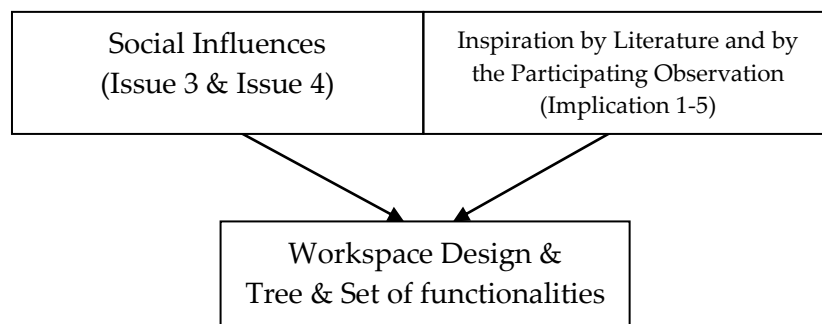 Social Influences
(Issue 3 & Issue 4)
Inspiration by Literature and by
the Participating Observation
(Implication 1-5)
Workspace Design &
Tree & Set of functionalities